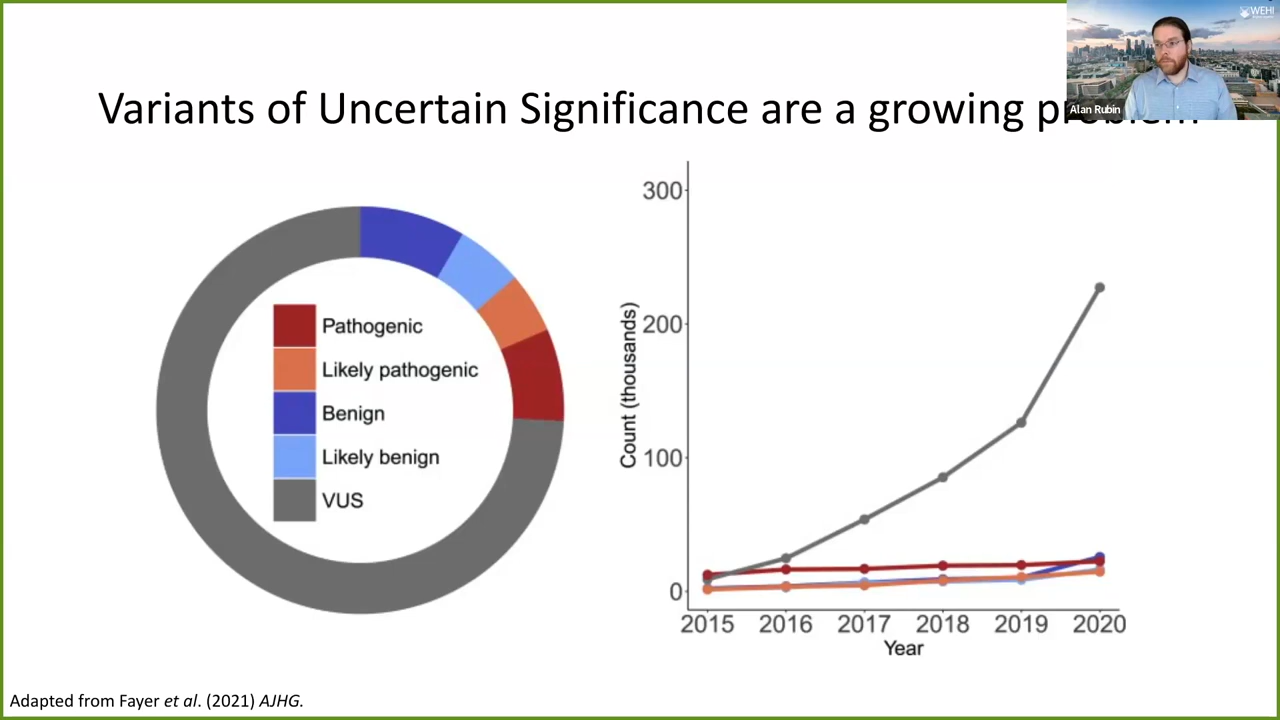 WEHI
Alan Rubin
Variants of Uncertain Significance are a growing
Pathogenic
Likely pathogenic
Benign
Likely benign
VUS
300
200
100
0
Count (thousands)
2015 2016 2017 2018 2019 2020
Year
Adapted from Fayer et al. (2021) AJHG.